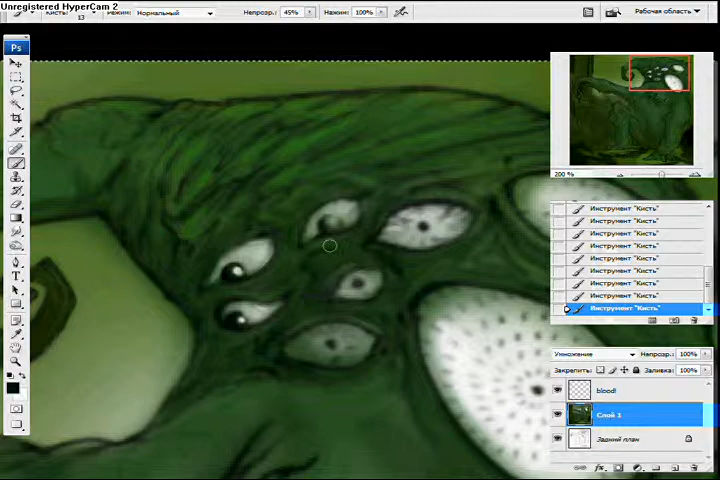 Unregistered HyperCam 2
Кисть:
13
Режим:
Нормальный
Непрозр.:
45%
Нажим:
100%
Рабочая область
Ps
200 %
Инструмент "Кисть"
Инструмент "Кисть"
Инструмент "Кисть"
Инструмент "Кисть"
Инструмент "Кисть"
Инструмент "Кисть"
Инструмент "Кисть"
Инструмент "Кисть"
Инструмент "Кисть"
Умножение
Непрозр.:
100%
Закрепить:
Заливка:
100%
blood!
Слой 1
Задний план
fx